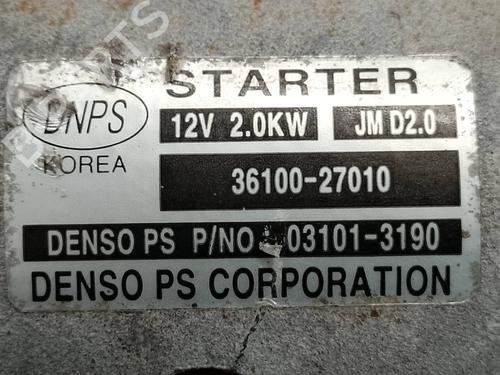 STARTER
DNPS
12V 2.0KW JM D2.0
KOREA
36100-27010
DENSO PS P/NO 03101-3190
DENSO PS CORPORATION